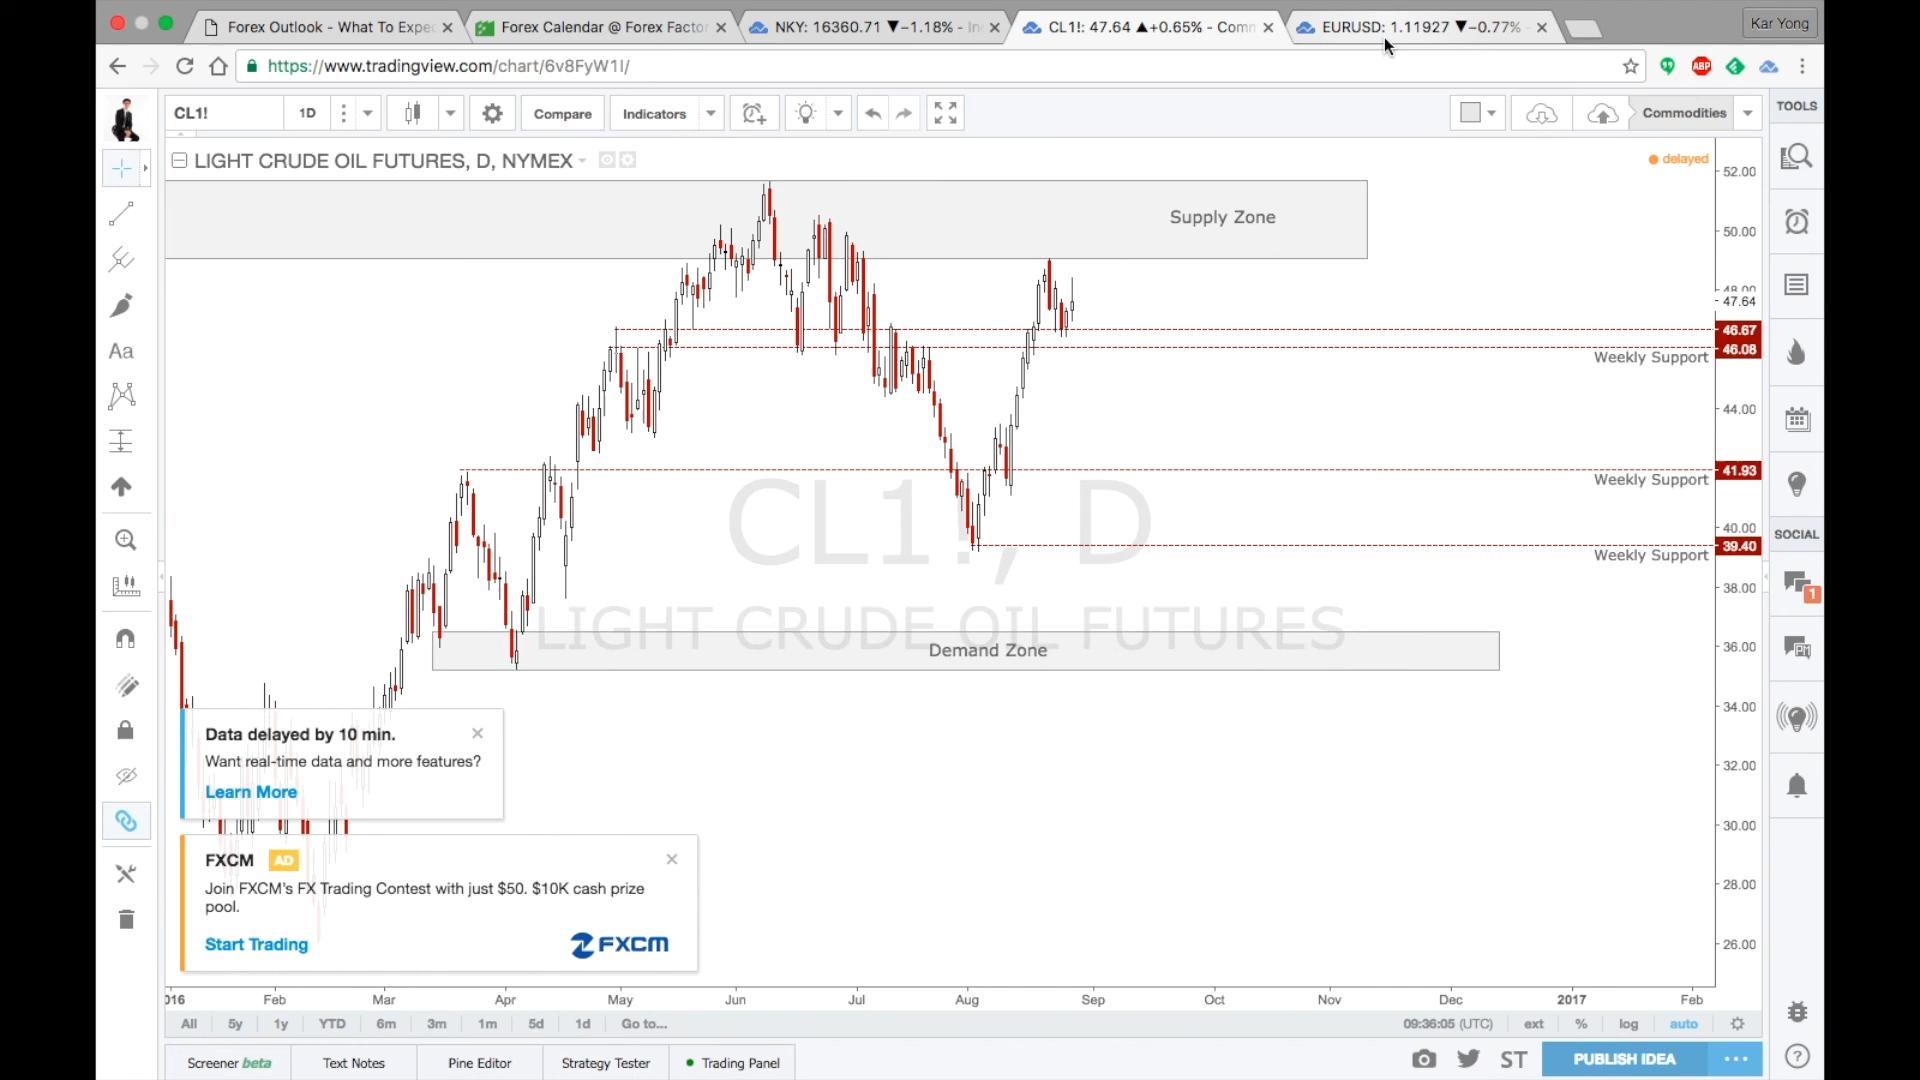 Forex Outlook - What To Expe
Forex Calendar @ Forex Factor
NKY: 16360.71 ▼−1.18% - In
CL1!: 47.64 ▲+0.65% - Comm
EURUSD: 1.11927 ▼−0.77% -
Kar Yong
https://www.tradingview.com/chart/6v8FyW1l/
ABP
CL1!
1D
Compare
Indicators
Commodities
TOOLS
LIGHT CRUDE OIL FUTURES, D, NYMEX
delayed
52.00
Supply Zone
50.00
48.00
47.64
46.67
46.08
Weekly Support
44.00
41.93
Weekly Support
CL1!, D
40.00
39.40
Weekly Support
SOCIAL
38.00
1
LIGHT CRUDE OIL FUTURES
36.00
Demand Zone
34.00
Data delayed by 10 min.
Want real-time data and more features?
Learn More
32.00
30.00
FXCM AD
Join FXCM's FX Trading Contest with just $50. $10K cash prize
pool.
28.00
Start Trading
FXCM
26.00
Aa
016 Feb Mar Apr May Jun Jul Aug Sep Oct Nov Dec 2017 Feb
All 5y 1y YTD 6m 3m 1m 5d 1d Go to...
09:36:05 (UTC) ext % log auto
Screener beta Text Notes Pine Editor Strategy Tester Trading Panel
ST PUBLISH IDEA